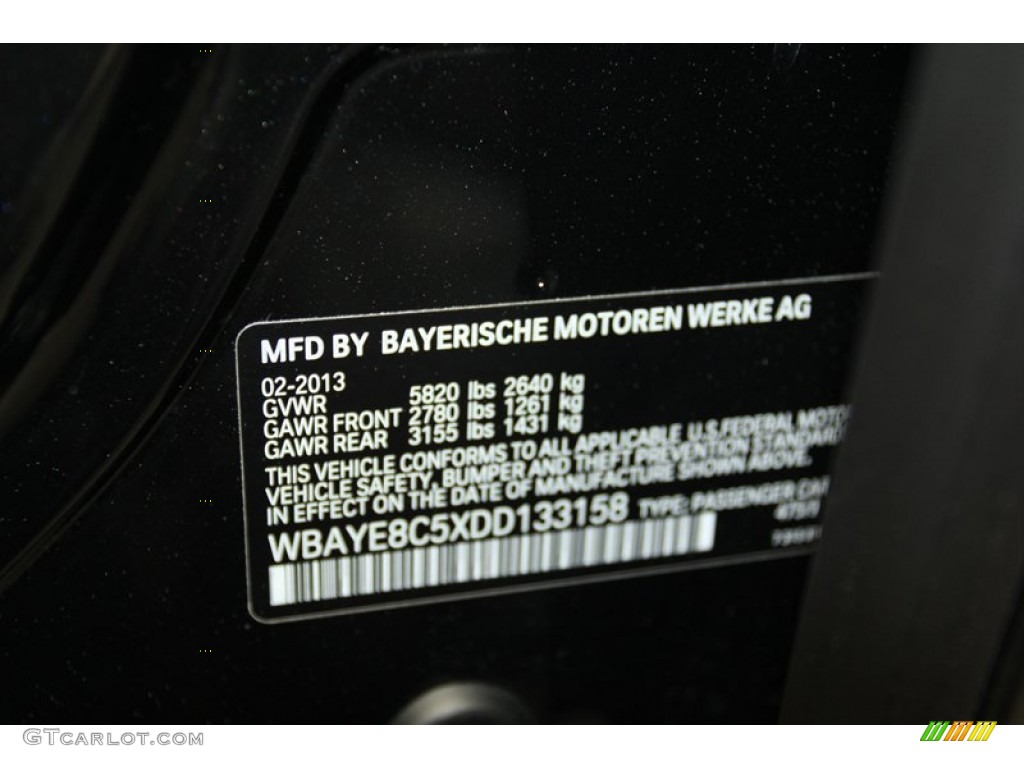 MFD BY BAYERISCHE MOTOREN WERKE AG
02-2013
GVWR 5820 lbs 2640 kg
GAWR FRONT 2780 lbs 1261 kg
GAWR REAR 3155 lbs 1431 kg
THIS VEHICLE CONFORMS TO ALL APPLICABLE U.S. FEDERAL MOTO
VEHICLE SAFETY, BUMPER AND THEFT PREVENTION STANDARD
IN EFFECT ON THE DATE OF MANUFACTURE SHOWN ABOVE.
WBAYE8C5XDD133158 TYPE: PASSENGER CAR
GTCARLOT.COM